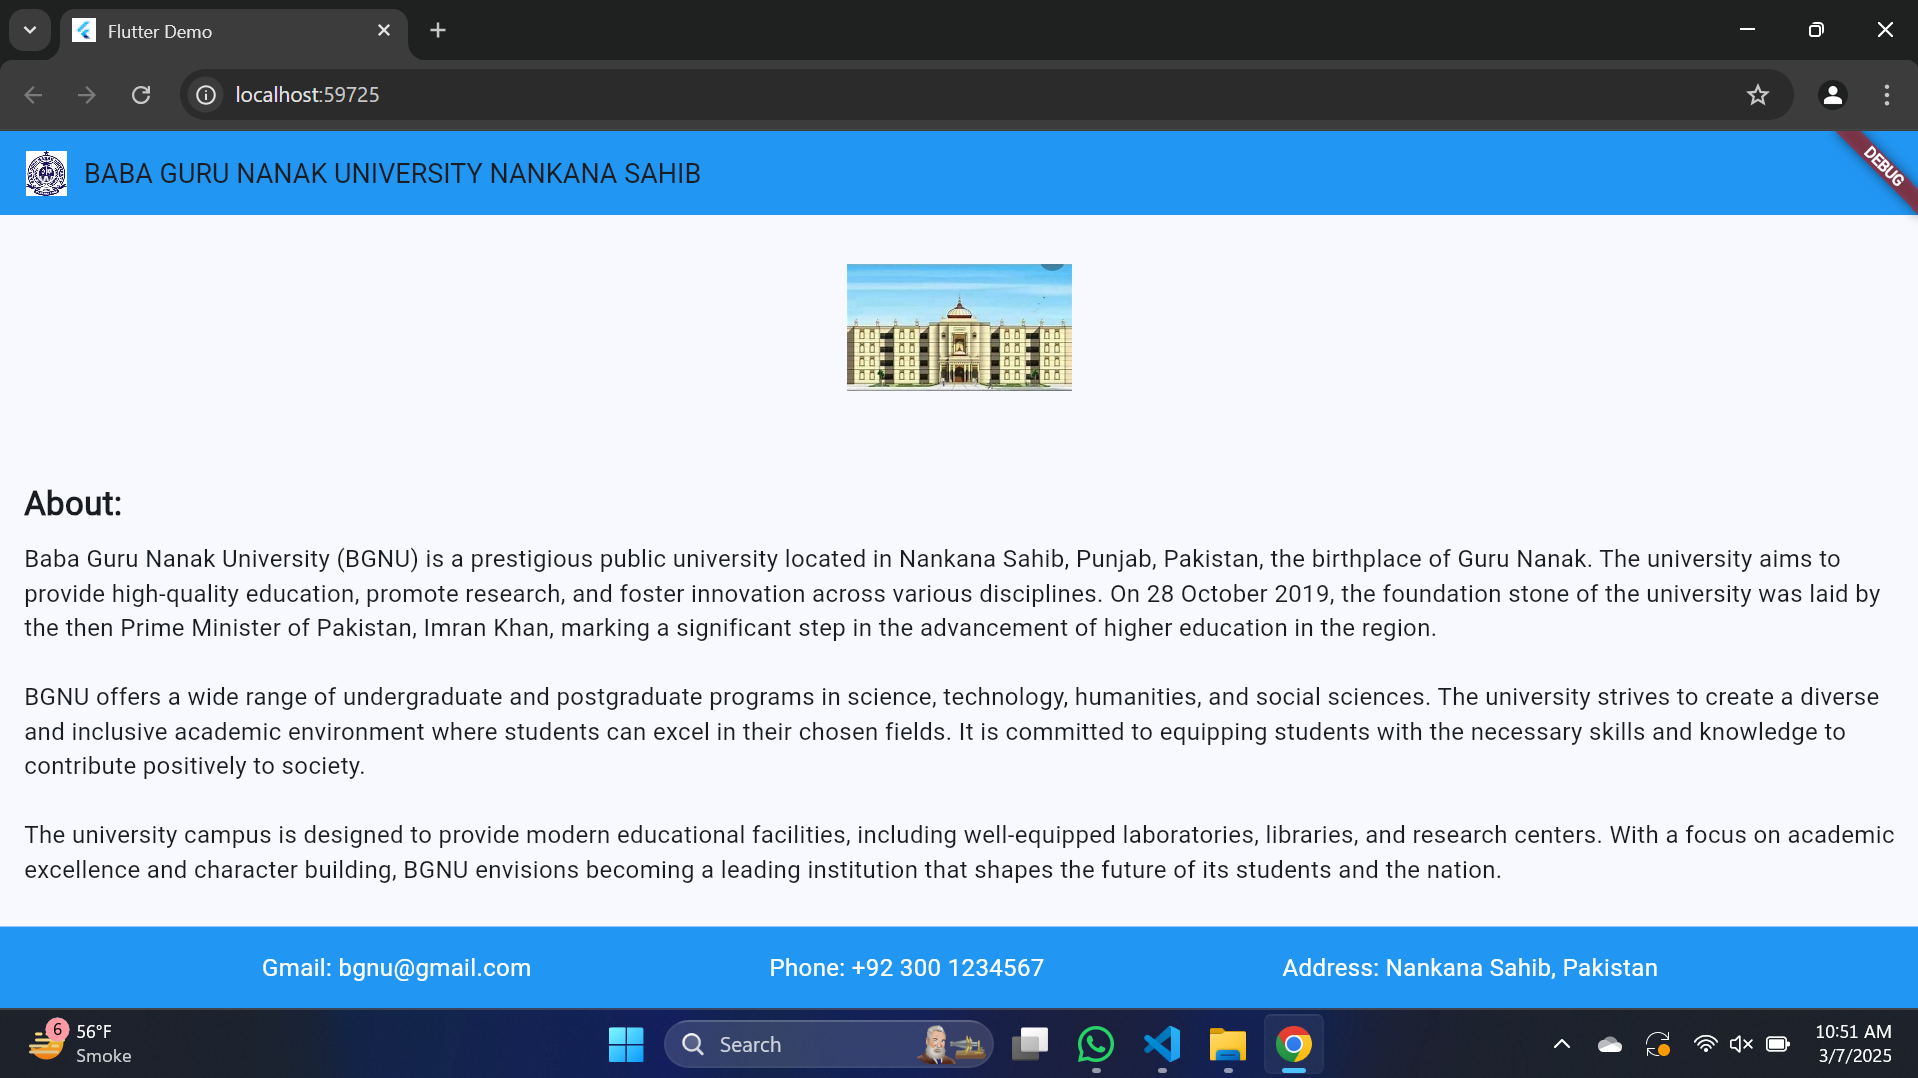 Flutter Demo
localhost:59725
BABA GURU NANAK UNIVERSITY NANKANA SAHIB
DEBUG
About:
Baba Guru Nanak University (BGNU) is a prestigious public university located in Nankana Sahib, Punjab, Pakistan, the birthplace of Guru Nanak. The university aims to
provide high-quality education, promote research, and foster innovation across various disciplines. On 28 October 2019, the foundation stone of the university was laid by
the then Prime Minister of Pakistan, Imran Khan, marking a significant step in the advancement of higher education in the region.
BGNU offers a wide range of undergraduate and postgraduate programs in science, technology, humanities, and social sciences. The university strives to create a diverse
and inclusive academic environment where students can excel in their chosen fields. It is committed to equipping students with the necessary skills and knowledge to
contribute positively to society.
The university campus is designed to provide modern educational facilities, including well-equipped laboratories, libraries, and research centers. With a focus on academic
excellence and character building, BGNU envisions becoming a leading institution that shapes the future of its students and the nation.
Gmail: bgnu@gmail.com
Phone: +92 300 1234567
Address: Nankana Sahib, Pakistan
6
56°F
Smoke
Search
10:51 AM
3/7/2025